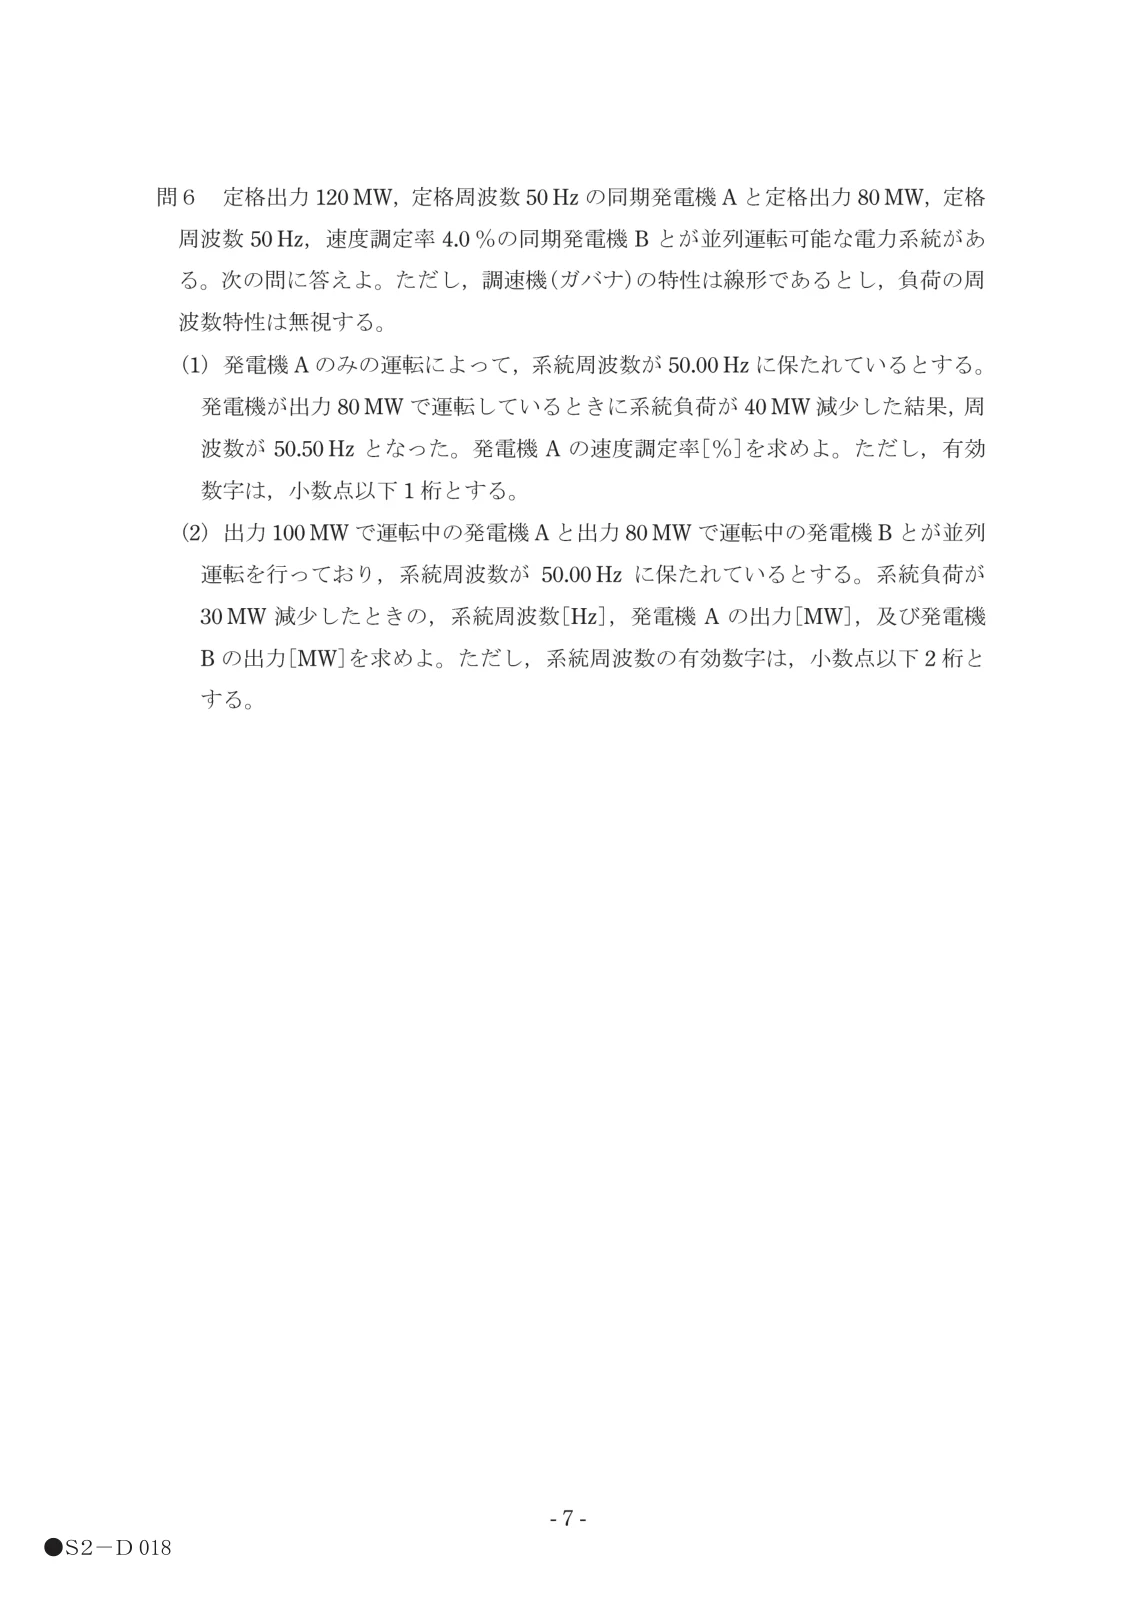 問6 定格出力 120 MW，定格周波数 50 Hz の同期発電機 A と定格出力 80 MW，定格
周波数 50 Hz，速度調定率 4.0 %の同期発電機 B とが並列運転可能な電力系統があ
る。次の問に答えよ。ただし，調速機(ガバナ)の特性は線形であるとし，負荷の周
波数特性は無視する。
(1) 発電機 A のみの運転によって，系統周波数が 50.00 Hz に保たれているとする。
発電機が出力 80 MW で運転しているときに系統負荷が 40 MW 減少した結果，周
波数が 50.50 Hz となった。発電機 A の速度調定率[%]を求めよ。ただし，有効
数字は，小数点以下 1 桁とする。
(2) 出力 100 MW で運転中の発電機 A と出力 80 MW で運転中の発電機 B とが並列
運転を行っており，系統周波数が 50.00 Hz に保たれているとする。系統負荷が
30 MW 減少したときの，系統周波数[Hz]，発電機 A の出力[MW]，及び発電機
B の出力[MW]を求めよ。ただし，系統周波数の有効数字は，小数点以下 2 桁と
する。
- 7 -
●S2－D 018